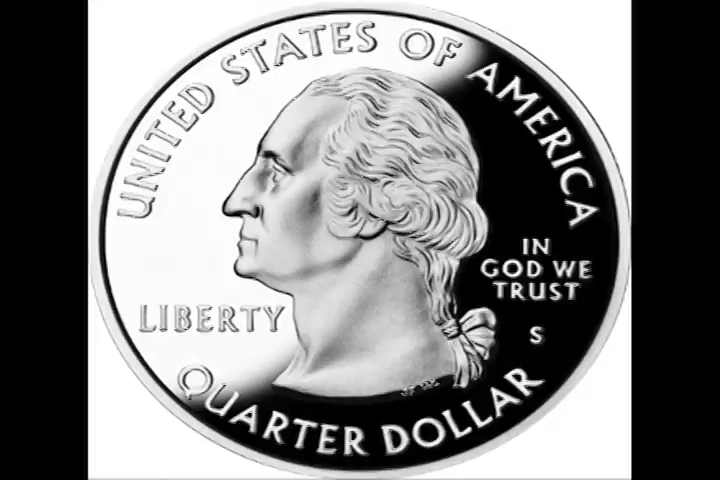 UNITED STATES OF AMERICA
LIBERTY
IN
GOD WE
TRUST
S
QUARTER DOLLAR